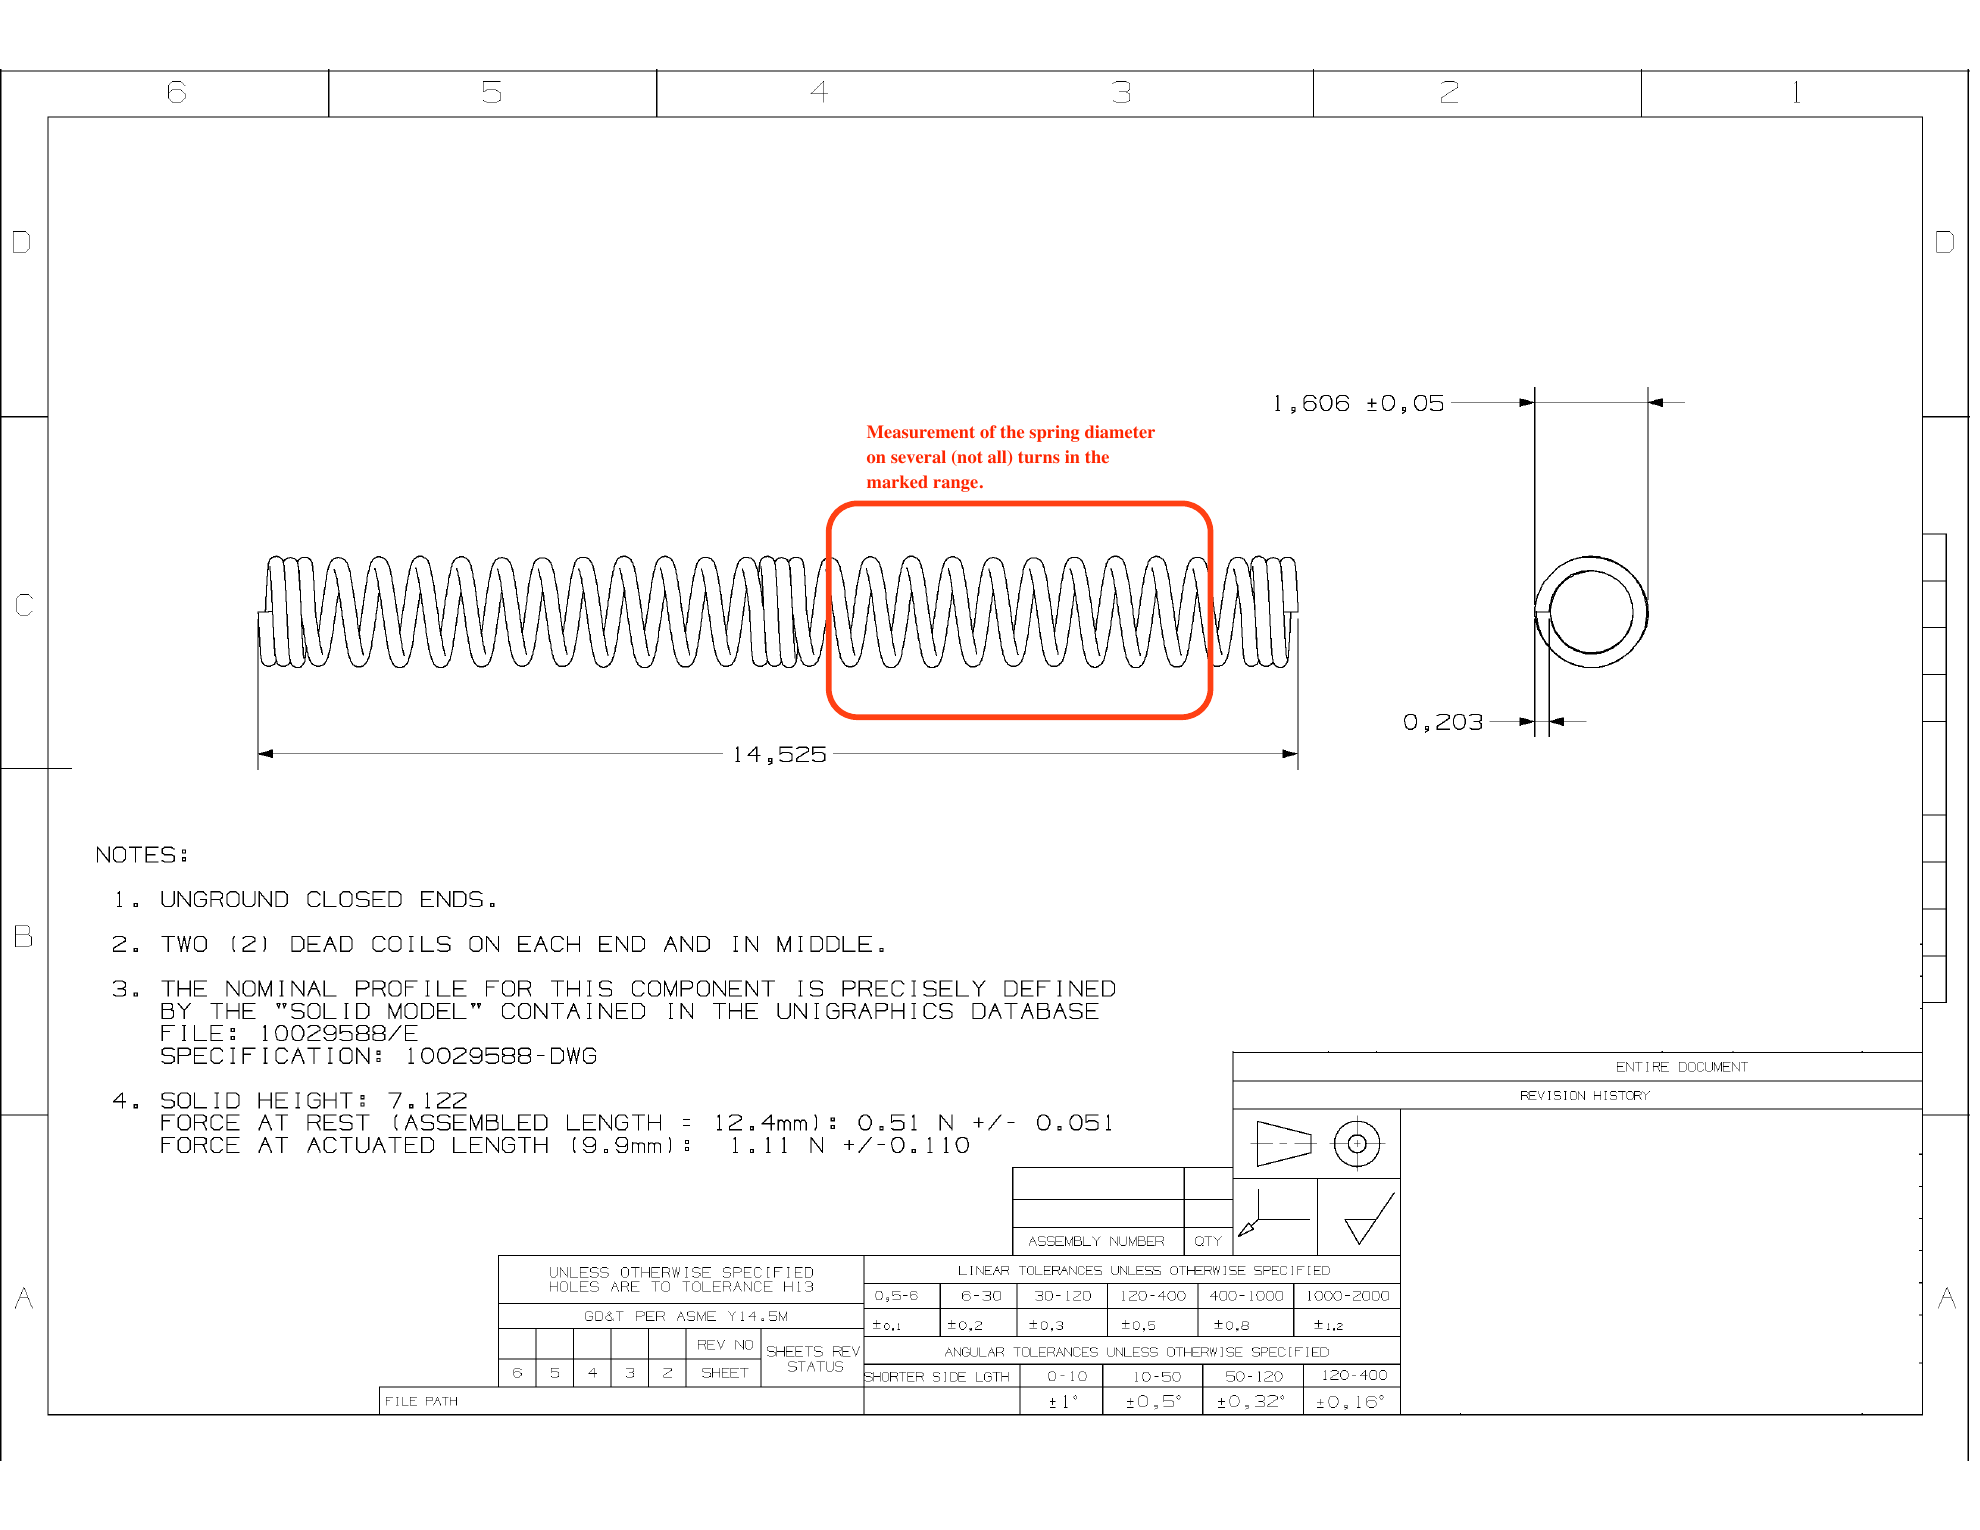 6 5 4 3 2 1
D D
1,606 ±0,05
Measurement of the spring diameter
on several (not all) turns in the
marked range.
C
0,203
14,525
NOTES:
1. UNGROUND CLOSED ENDS.
B
2. TWO (2) DEAD COILS ON EACH END AND IN MIDDLE.
3. THE NOMINAL PROFILE FOR THIS COMPONENT IS PRECISELY DEFINED
BY THE "SOLID MODEL" CONTAINED IN THE UNIGRAPHICS DATABASE
FILE: 10029588/E
SPECIFICATION: 10029588-DWG
4. SOLID HEIGHT: 7.122
FORCE AT REST (ASSEMBLED LENGTH = 12.4mm): 0.51 N +/- 0.051
FORCE AT ACTUATED LENGTH (9.9mm): 1.11 N +/-0.110
ENTIRE DOCUMENT
REVISION HISTORY
ASSEMBLY NUMBER QTY
A A
UNLESS OTHERWISE SPECIFIED
HOLES ARE TO TOLERANCE H13
GD&T PER ASME Y14.5M
REV NO
SHEETS REV
STATUS
6 5 4 3 2 SHEET
FILE PATH
LINEAR TOLERANCES UNLESS OTHERWISE SPECIFIED
0,5-6 6-30 30-120 120-400 400-1000 1000-2000
±0,1 ±0,2 ±0,3 ±0,5 ±0,8 ±1,2
ANGULAR TOLERANCES UNLESS OTHERWISE SPECIFIED
SHORTER SIDE LGTH 0-10 10-50 50-120 120-400
±1° ±0,5° ±0,32° ±0,16°